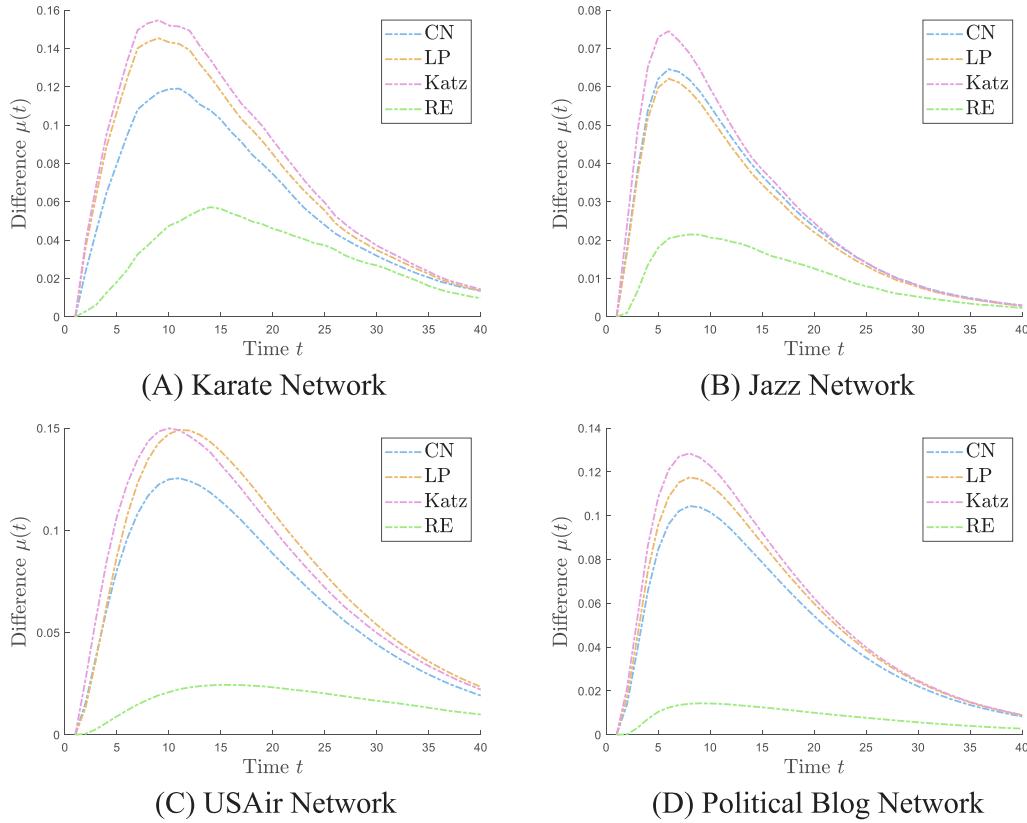 Difference μ(t)
0.16
0.14
0.12
0.1
0.08
0.06
0.04
0.02
0
CN
LP
Katz
RE
0 5 10 15 20 25 30 35 40
Time t
(A) Karate Network
Difference μ(t)
0.08
0.07
0.06
0.05
0.04
0.03
0.02
0.01
0
CN
LP
Katz
RE
0 5 10 15 20 25 30 35 40
Time t
(B) Jazz Network
Difference μ(t)
0.15
0.1
0.05
0
CN
LP
Katz
RE
0 5 10 15 20 25 30 35 40
Time t
(C) USAir Network
Difference μ(t)
0.14
0.12
0.1
0.08
0.06
0.04
0.02
0
CN
LP
Katz
RE
0 5 10 15 20 25 30 35 40
Time t
(D) Political Blog Network